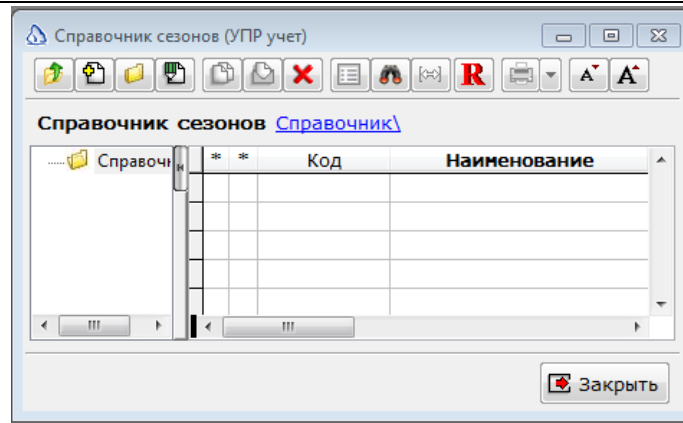 Справочник сезонов (УПР учет)
R A A
Справочник сезонов Справочник\
Справочн н * * Код Наименование
Закрыть